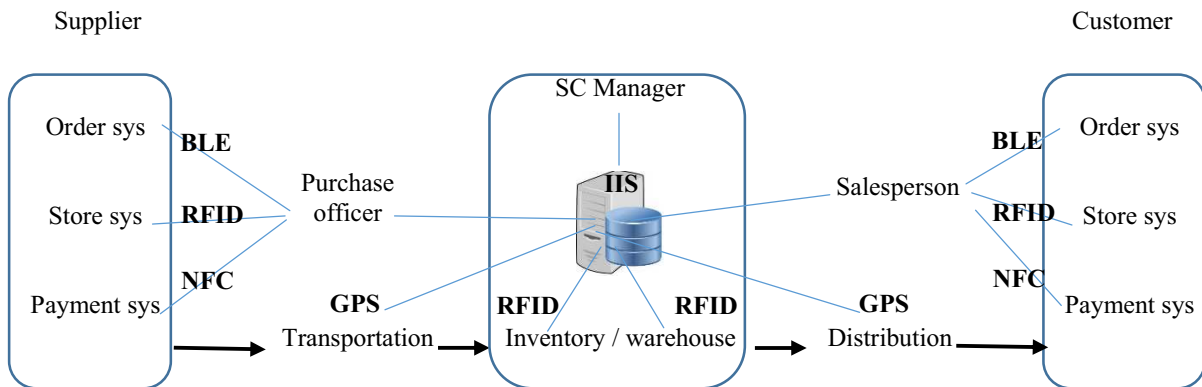 Supplier
Customer
SC Manager
Order sys
BLE
BLE
Order sys
Purchase
officer
IIS
Salesperson
Store sys
RFID
RFID
Store sys
NFC
NFC
Payment sys
GPS
RFID
RFID
GPS
Payment sys
Transportation
Inventory / warehouse
Distribution